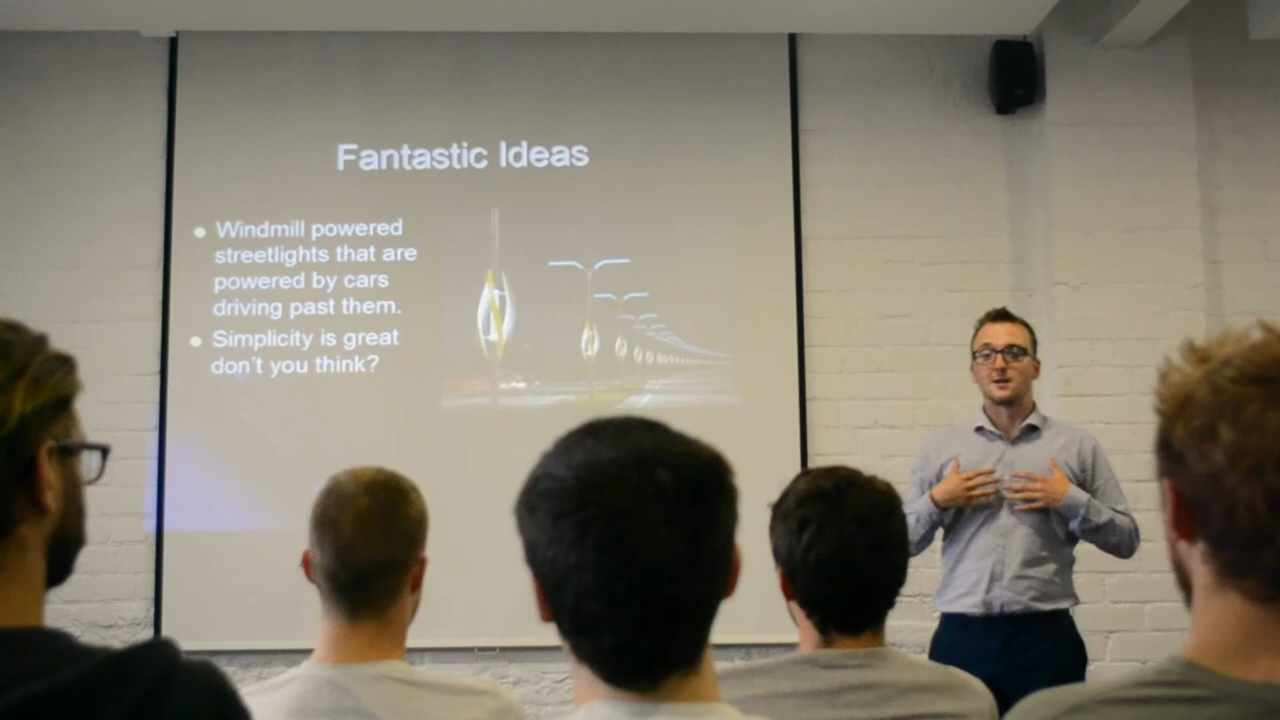 Fantastic Ideas
Windmill powered
streetlights that are
powered by cars
driving past them.
Simplicity is great
don't you think?